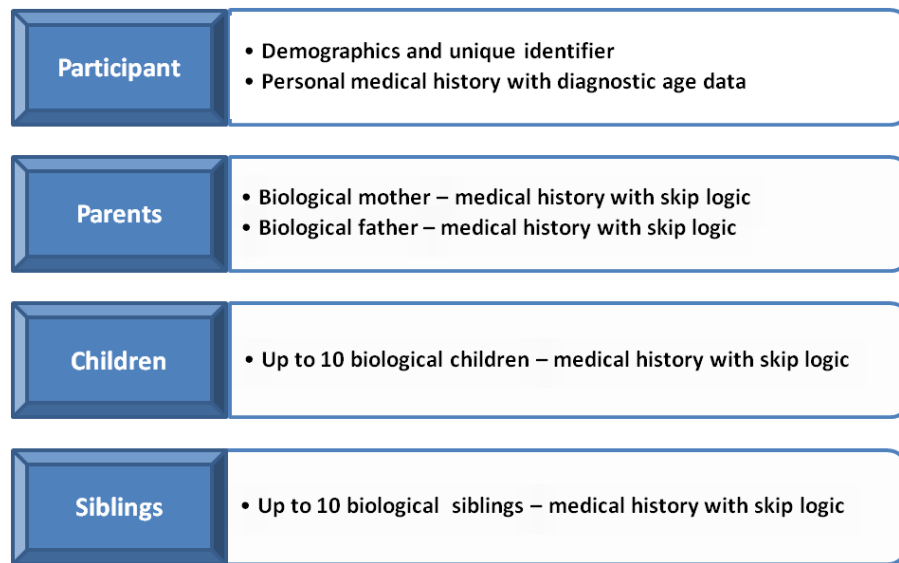 Participant
• Demographics and unique identifier
• Personal medical history with diagnostic age data
Parents
• Biological mother – medical history with skip logic
• Biological father – medical history with skip logic
Children
• Up to 10 biological children – medical history with skip logic
Siblings
• Up to 10 biological siblings – medical history with skip logic